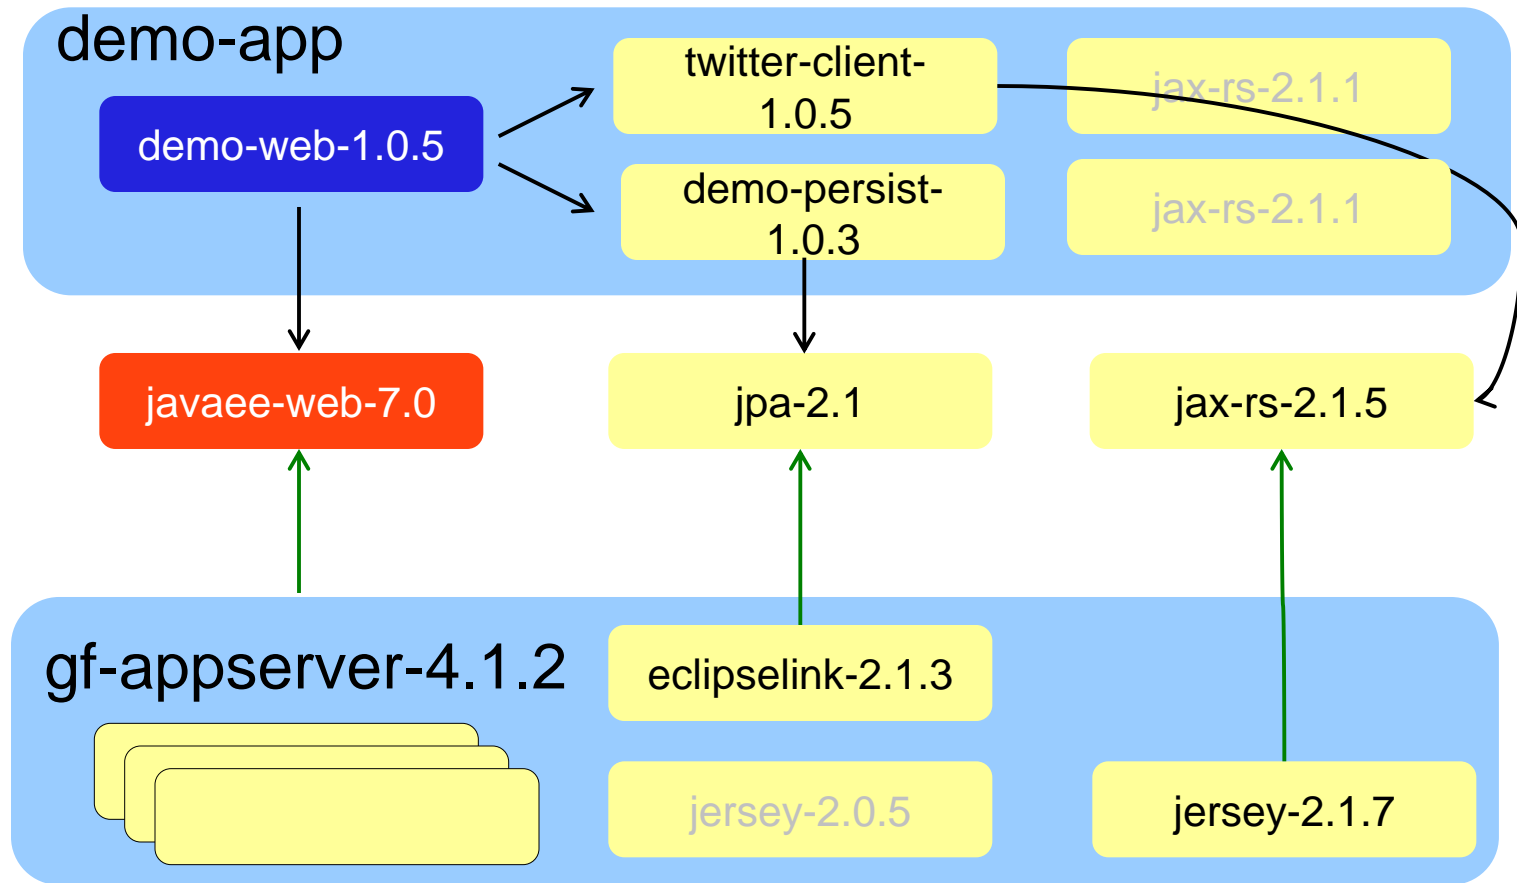 demo-app
twitter-client-
1.0.5
jax-rs-2.1.1
demo-web-1.0.5
demo-persist-
1.0.3
jax-rs-2.1.1
javaee-web-7.0
jpa-2.1
jax-rs-2.1.5
gf-appserver-4.1.2
eclipselink-2.1.3
jersey-2.0.5
jersey-2.1.7